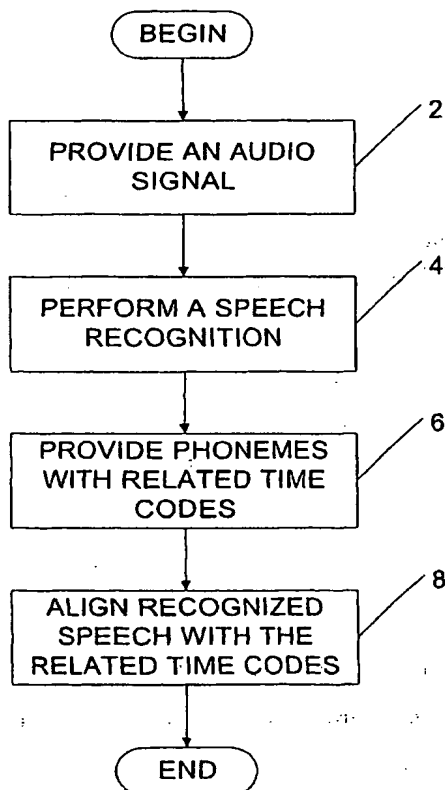 BEGIN
2
PROVIDE AN AUDIO
SIGNAL
4
PERFORM A SPEECH
RECOGNITION
6
PROVIDE PHONEMES
WITH RELATED TIME
CODES
8
ALIGN RECOGNIZED
SPEECH WITH THE
RELATED TIME CODES
END